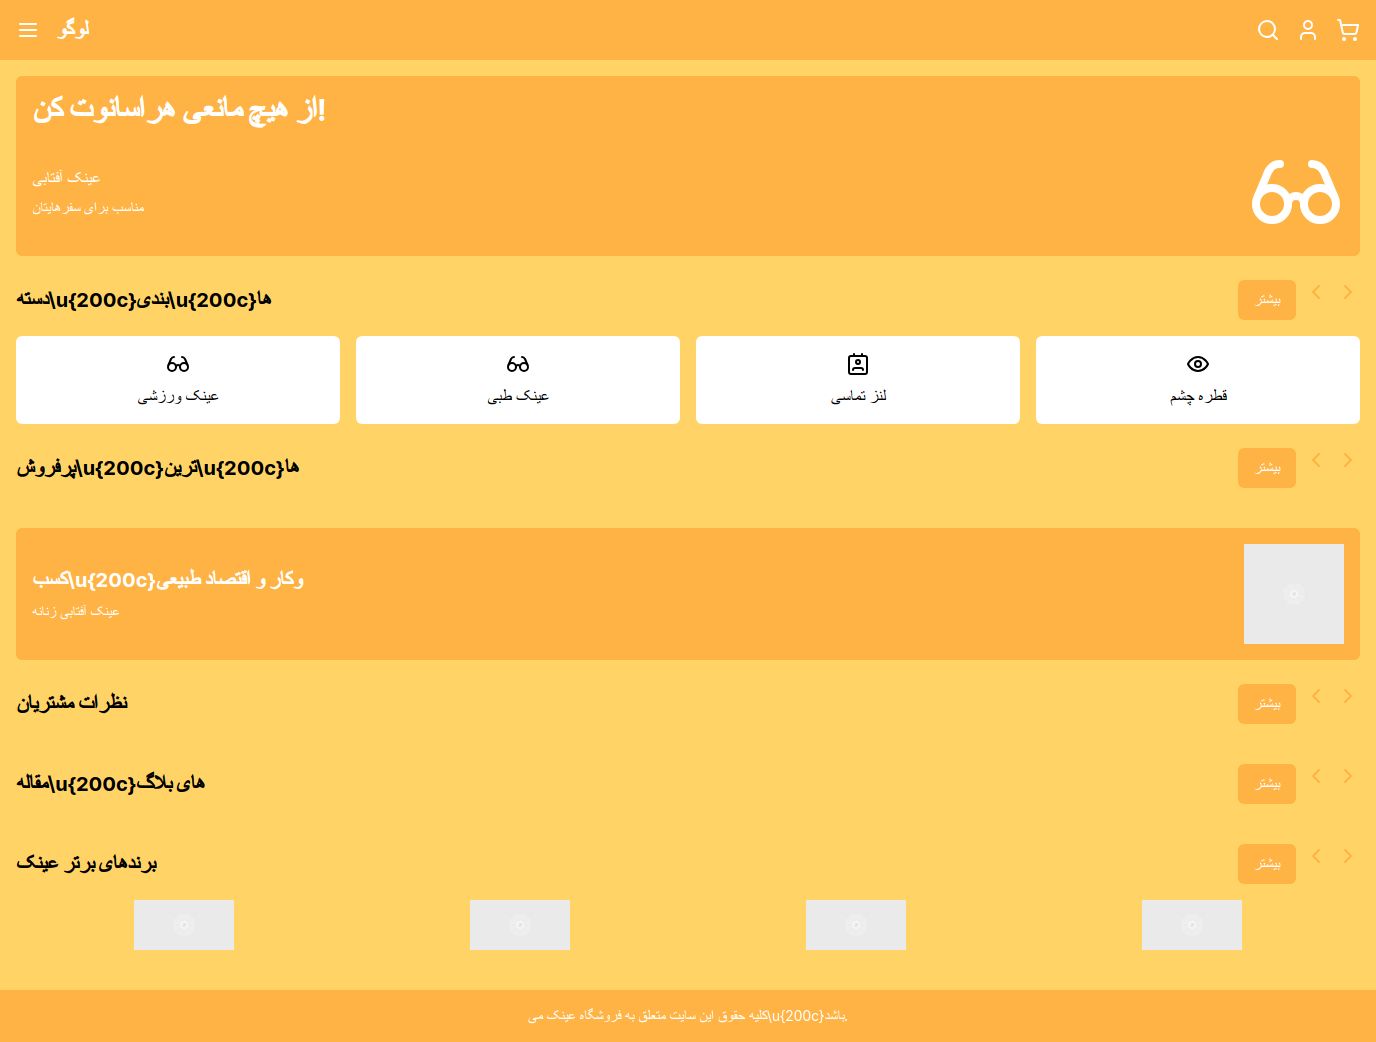 لوگو
از هیچ مانعی هراسانوت کن!
عینک آفتابی
مناسب برای سفرهایتان
دسته\u{200c}بندی\u{200c}ها
بیشتر
عینک ورزشی
عینک طبی
لنز تماسی
قطره چشم
پرفروش\u{200c}ترین\u{200c}ها
بیشتر
کسب\u{200c}وکار و اقتصاد طبیعی
عینک آفتابی زنانه
نظرات مشتریان
بیشتر
مقاله\u{200c}های بلاگ
بیشتر
برندهای برتر عینک
بیشتر
کلیه حقوق این سایت متعلق به فروشگاه عینک می\u{200c}باشد.